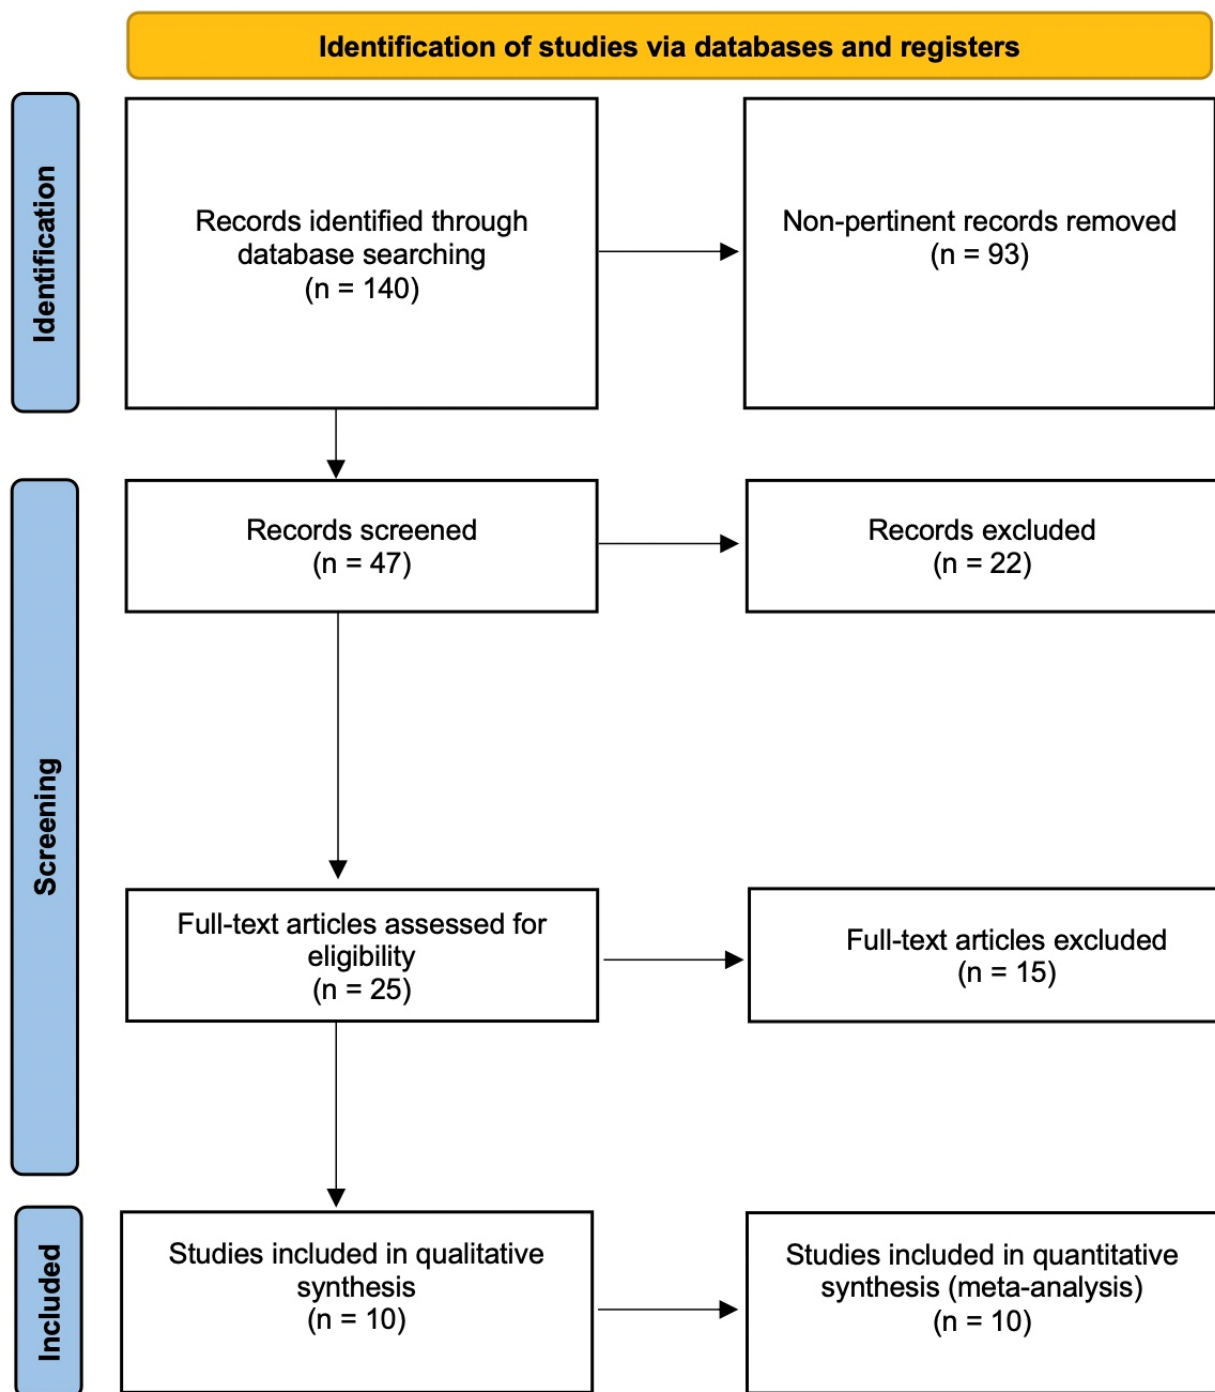 Identification of studies via databases and registers
Identification
Records identified through
database searching
(n = 140)
Non-pertinent records removed
(n = 93)
Screening
Records screened
(n = 47)
Records excluded
(n = 22)
Full-text articles assessed for
eligibility
(n = 25)
Full-text articles excluded
(n = 15)
Included
Studies included in qualitative
synthesis
(n = 10)
Studies included in quantitative
synthesis (meta-analysis)
(n = 10)